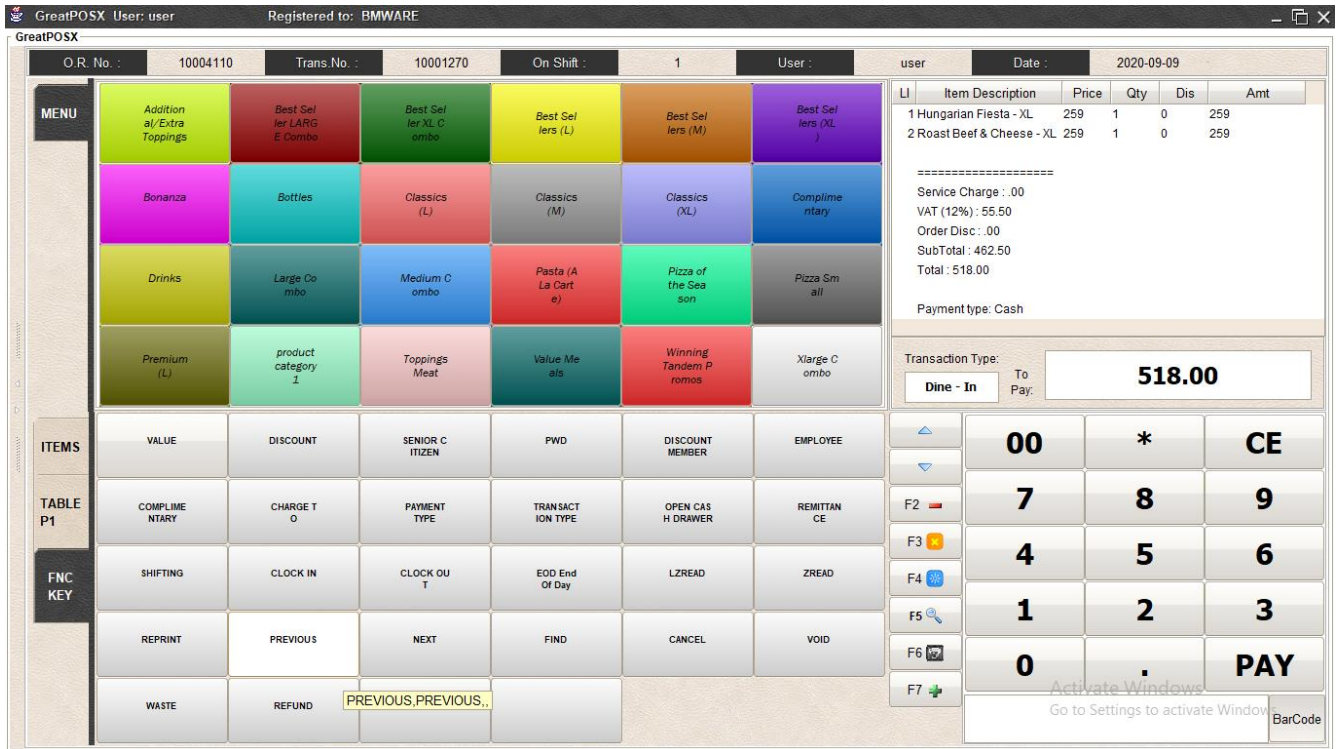 GreatPOSX User: user Registered to: BMWARE
GreatPOSX
O.R. No. : 10004110 Trans.No. : 10001270 On Shift : 1 User : user Date : 2020-09-09
MENU
Addition
al/Extra
Toppings
Best Sel
ler LARG
E Combo
Best Sel
ler XL C
ombo
Best Sel
lers (L)
Best Sel
lers (M)
Best Sel
lers (XL
)
Bonanza
Bottles
Classics
(L)
Classics
(M)
Classics
(XL)
Complime
ntary
Drinks
Large Co
mbo
Medium C
ombo
Pasta (A
La Cart
e)
Pizza of
the Sea
son
Pizza Sm
all
Premium
(L)
product
category
1
Toppings
Meat
Value Me
als
Winning
Tandem P
romos
Xlarge C
ombo
LI Item Description Price Qty Dis Amt
1 Hungarian Fiesta - XL 259 1 0 259
2 Roast Beef & Cheese - XL 259 1 0 259
=====================
Service Charge : .00
VAT (12%) : 55.50
Order Disc : .00
SubTotal : 462.50
Total : 518.00
Payment type: Cash
Transaction Type:
Dine - In
To
Pay:
518.00
ITEMS
TABLE
P1
FNC
KEY
VALUE
DISCOUNT
SENIOR C
ITIZEN
PWD
DISCOUNT
MEMBER
EMPLOYEE
COMPLIME
NTARY
CHARGE T
O
PAYMENT
TYPE
TRANSACT
ION TYPE
OPEN CAS
H DRAWER
REMITTAN
CE
SHIFTING
CLOCK IN
CLOCK OU
T
EOD End
Of Day
LZREAD
ZREAD
REPRINT
PREVIOUS
NEXT
FIND
CANCEL
VOID
WASTE
REFUND
PREVIOUS,PREVIOUS,,
F2
F3
F4
F5
F6
F7
00 * CE
7 8 9
4 5 6
1 2 3
0 . PAY
Activate Windows
Go to Settings to activate Windows.
BarCode